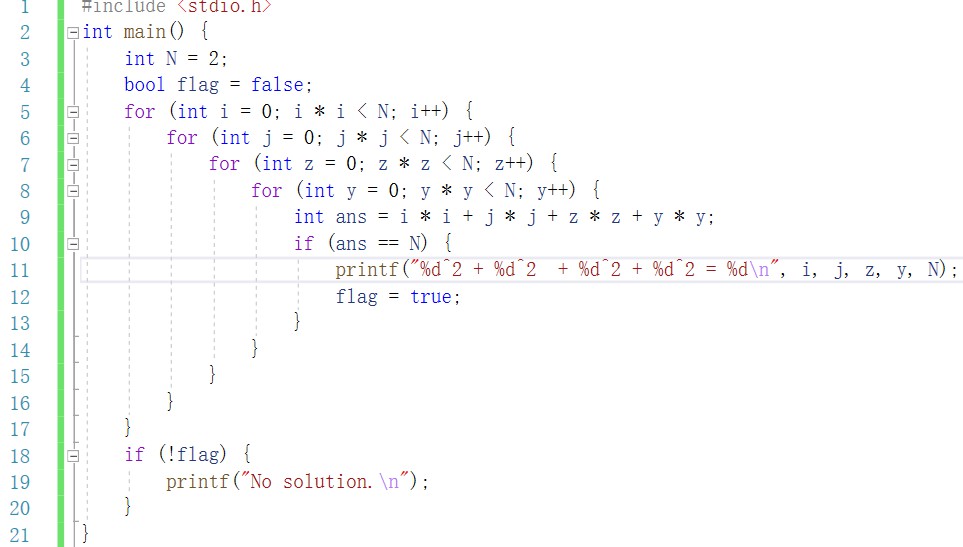 1 #include <stdio.h>
2 int main() {
3 int N = 2;
4 bool flag = false;
5 for (int i = 0; i * i < N; i++) {
6 for (int j = 0; j * j < N; j++) {
7 for (int z = 0; z * z < N; z++) {
8 for (int y = 0; y * y < N; y++) {
9 int ans = i * i + j * j + z * z + y * y;
10 if (ans == N) {
11 printf("%d^2 + %d^2  + %d^2 + %d^2 = %d\n", i, j, z, y, N);
12 flag = true;
13 }
14 }
15 }
16 }
17 }
18 if (!flag) {
19 printf("No solution.\n");
20 }
21 }